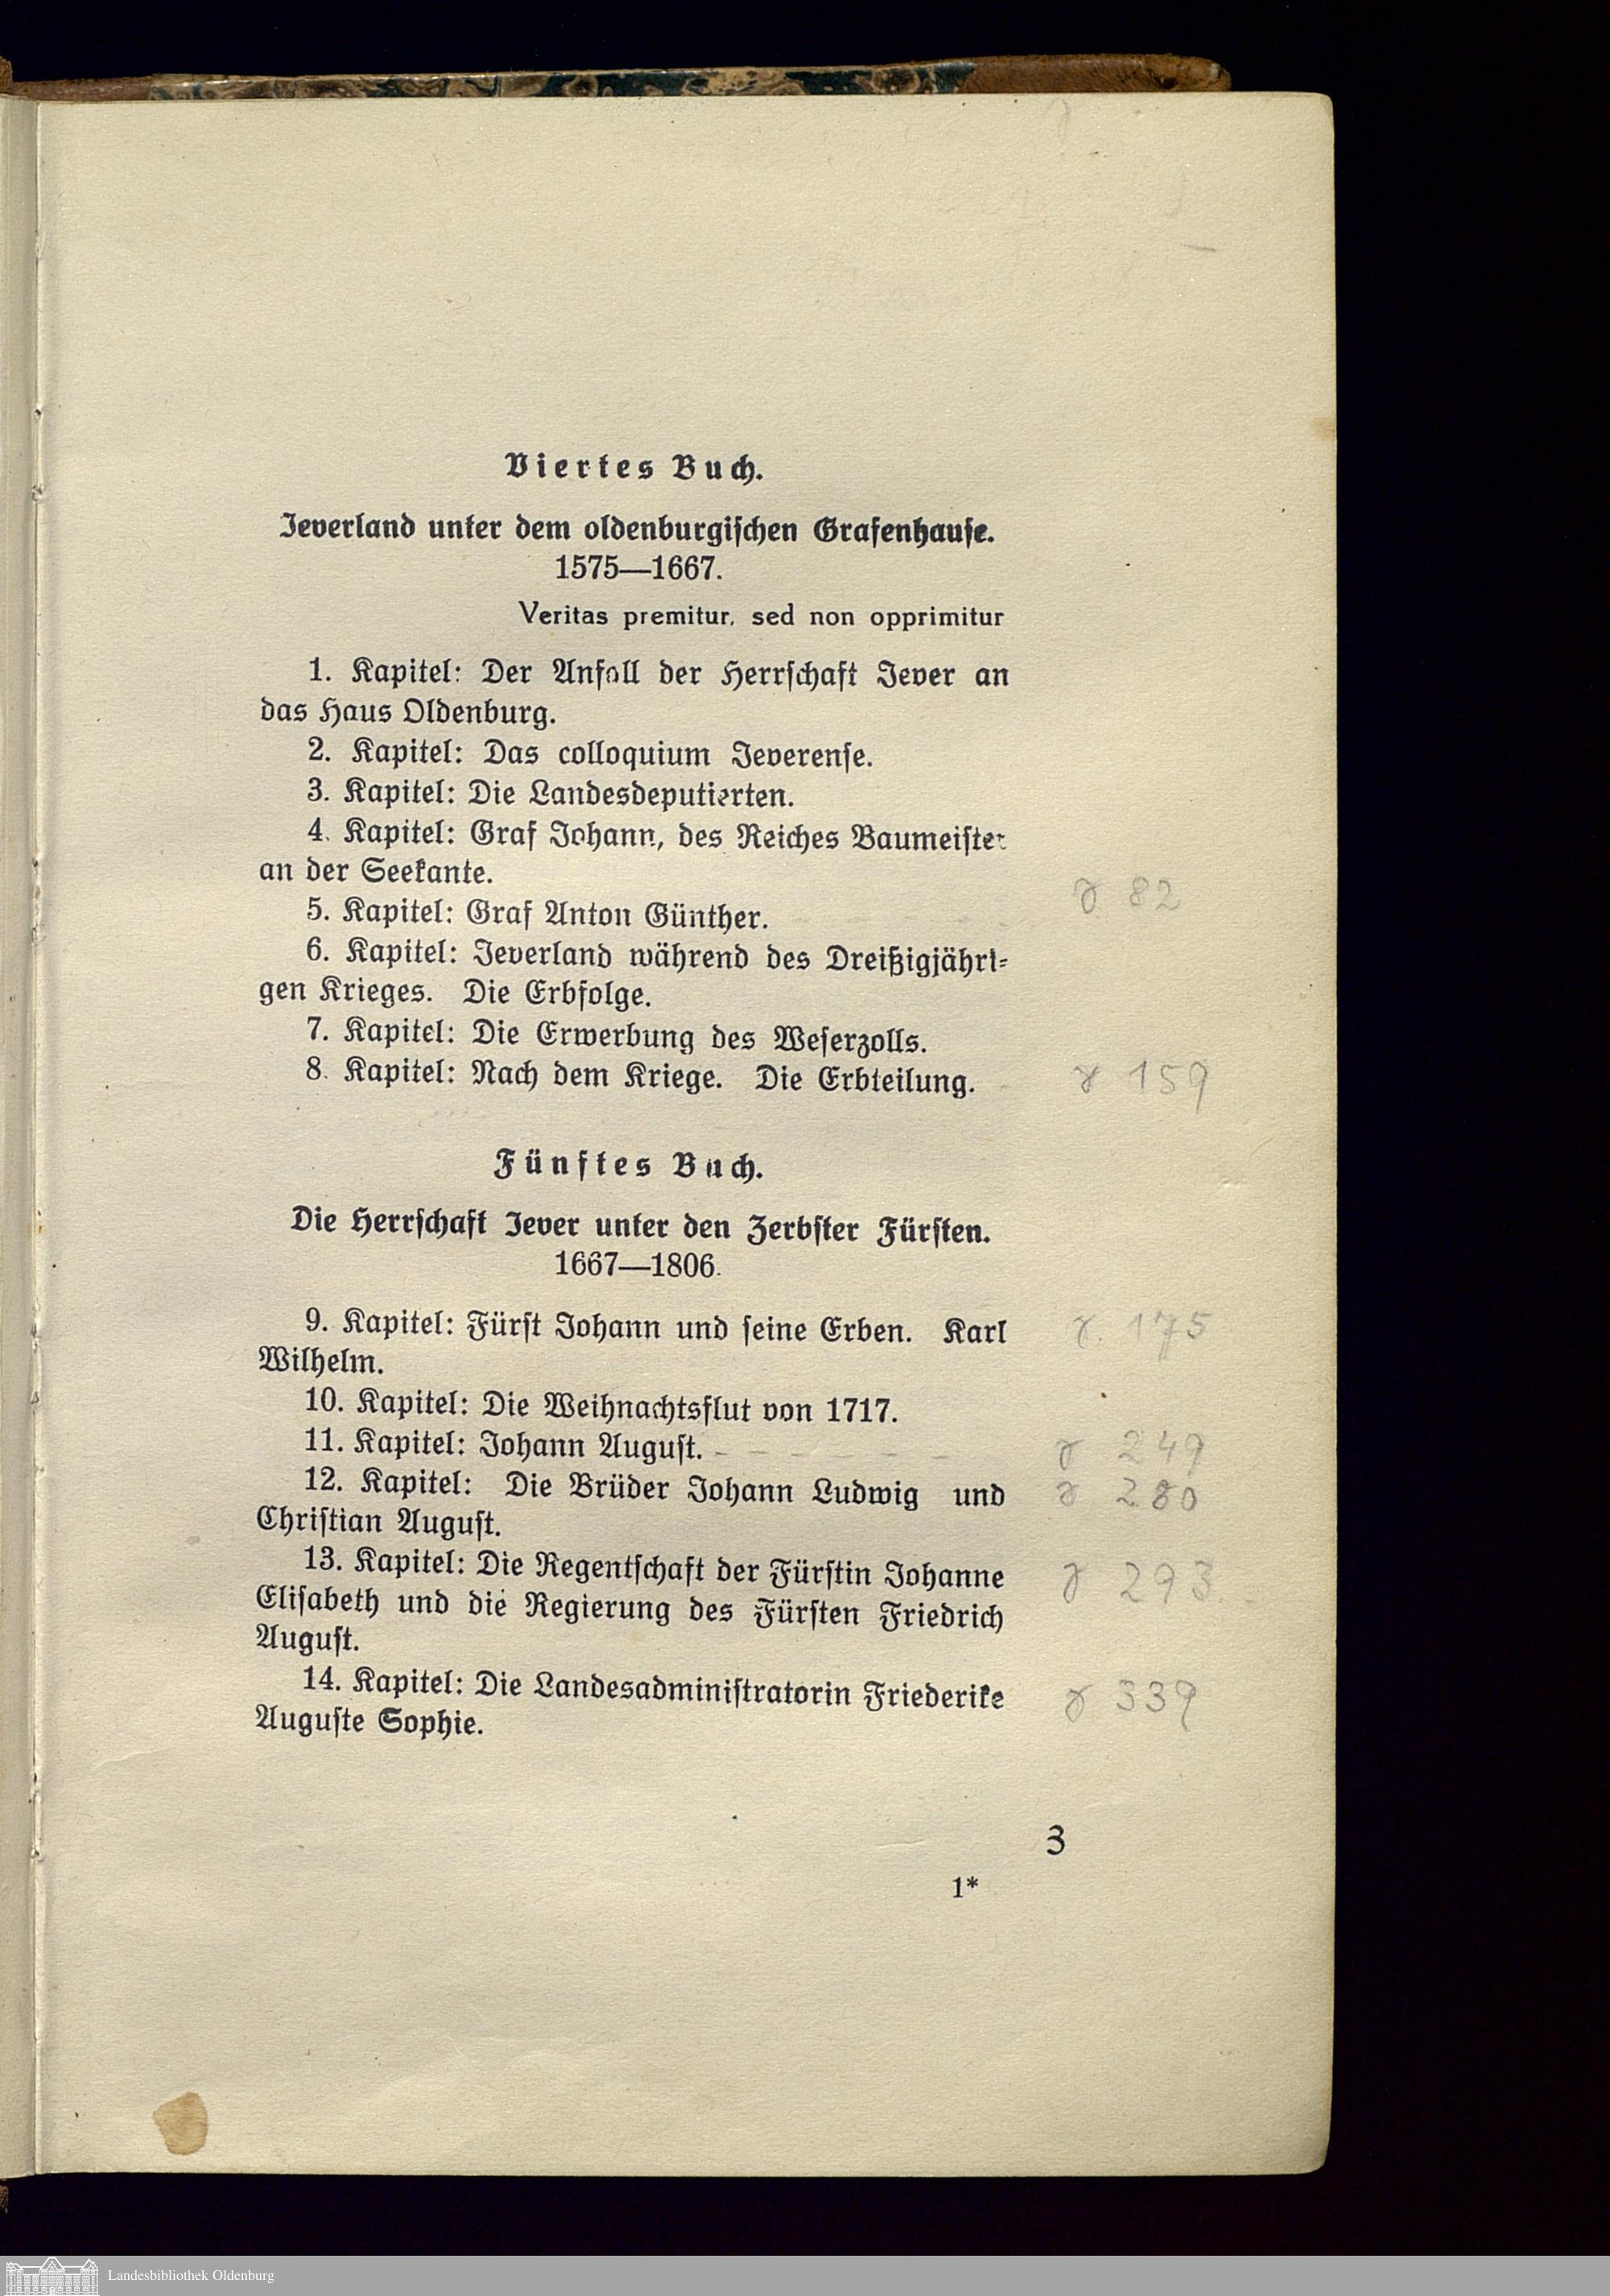 Viertes Buch.
Jeverland unter dem oldenburgischen Grafenhause.
1575—1667.
Veritas premitur, sed non opprimitur
1. Kapitel: Der Anfall der Herrschaft Jever an
das Haus Oldenburg.
2. Kapitel: Das colloquium Jeverense.
3. Kapitel: Die Landesdeputierten.
4. Kapitel: Graf Johann, des Reiches Baumeister
an der Seekante.
5. Kapitel: Graf Anton Günther. 82
6. Kapitel: Jeverland während des Dreißigjähri-
gen Krieges. Die Erbfolge.
7. Kapitel: Die Erwerbung des Weserzolls.
8. Kapitel: Nach dem Kriege. Die Erbteilung. 159
Fünftes Buch.
Die Herrschaft Jever unter den Zerbster Fürsten.
1667—1806.
9. Kapitel: Fürst Johann und seine Erben. Karl 175
Wilhelm.
10. Kapitel: Die Weihnachtsflut von 1717.
11. Kapitel: Johann August. 249
12. Kapitel: Die Brüder Johann Ludwig und 280
Christian August.
13. Kapitel: Die Regentschaft der Fürstin Johanne 293
Elisabeth und die Regierung des Fürsten Friedrich
August.
14. Kapitel: Die Landesadministratorin Friederike 339
Auguste Sophie.
3
1*
Landesbibliothek Oldenburg